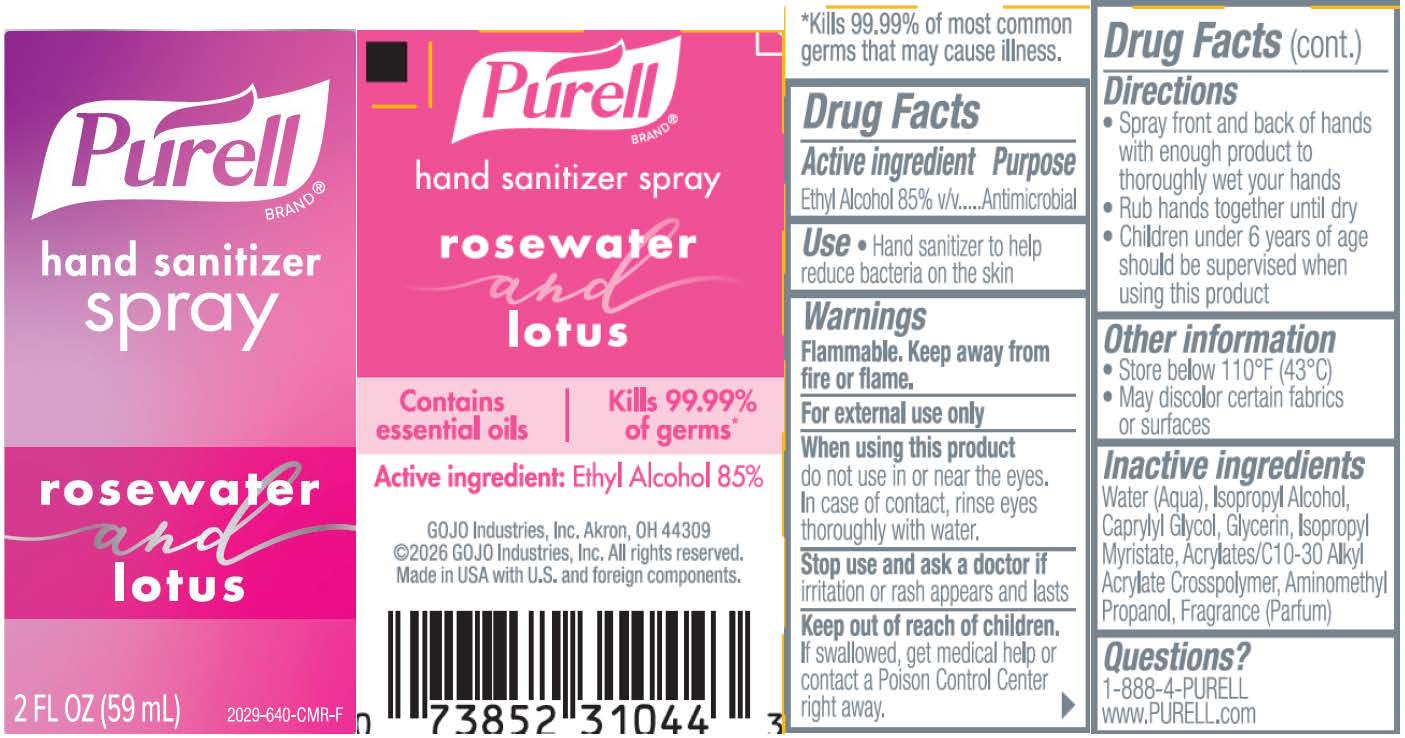 Purell
BRAND®
hand sanitizer
spray
rosewater
and
lotus
2 FL OZ (59 mL)
2029-640-CMR-F
Purell
BRAND®
hand sanitizer spray
rosewater
and
lotus
Contains
essential oils
Kills 99.99%
of germs*
Active ingredient: Ethyl Alcohol 85%
GOJO Industries, Inc. Akron, OH 44309
©2026 GOJO Industries, Inc. All rights reserved.
Made in USA with U.S. and foreign components.
0 73852 31044 3
*Kills 99.99% of most common
germs that may cause illness.
Drug Facts
Active ingredient Purpose
Ethyl Alcohol 85% v/v.....Antimicrobial
Use • Hand sanitizer to help
reduce bacteria on the skin
Warnings
Flammable. Keep away from
fire or flame.
For external use only
When using this product
do not use in or near the eyes.
In case of contact, rinse eyes
thoroughly with water.
Stop use and ask a doctor if
irritation or rash appears and lasts
Keep out of reach of children.
If swallowed, get medical help or
contact a Poison Control Center
right away.
Drug Facts (cont.)
Directions
• Spray front and back of hands
with enough product to
thoroughly wet your hands
• Rub hands together until dry
• Children under 6 years of age
should be supervised when
using this product
Other information
• Store below 110°F (43°C)
• May discolor certain fabrics
or surfaces
Inactive ingredients
Water (Aqua), Isopropyl Alcohol,
Caprylyl Glycol, Glycerin, Isopropyl
Myristate, Acrylates/C10-30 Alkyl
Acrylate Crosspolymer, Aminomethyl
Propanol, Fragrance (Parfum)
Questions?
1-888-4-PURELL
www.PURELL.com